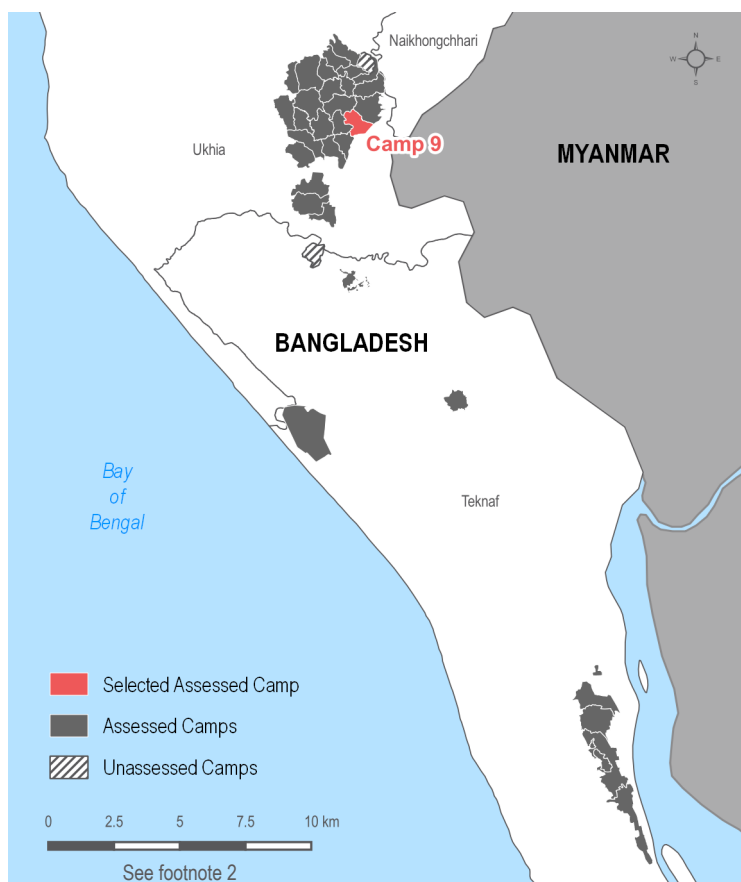 Naikhongchhari
N
W E
S
Ukhia
Camp 9
MYANMAR
BANGLADESH
Bay
of
Bengal
Teknaf
Selected Assessed Camp
Assessed Camps
Unassessed Camps
0 2.5 5 7.5 10 km
See footnote 2